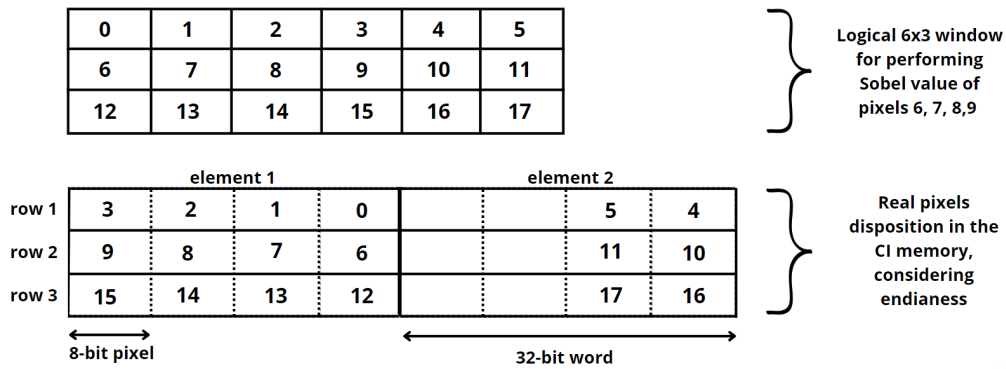 0 1 2 3 4 5
6 7 8 9 10 11
12 13 14 15 16 17
Logical 6x3 window
for performing
Sobel value of
pixels 6, 7, 8,9
element 1 element 2
row 1 3 2 1 0 5 4
row 2 9 8 7 6 11 10
row 3 15 14 13 12 17 16
8-bit pixel
32-bit word
Real pixels
disposition in the
CI memory,
considering
endianess